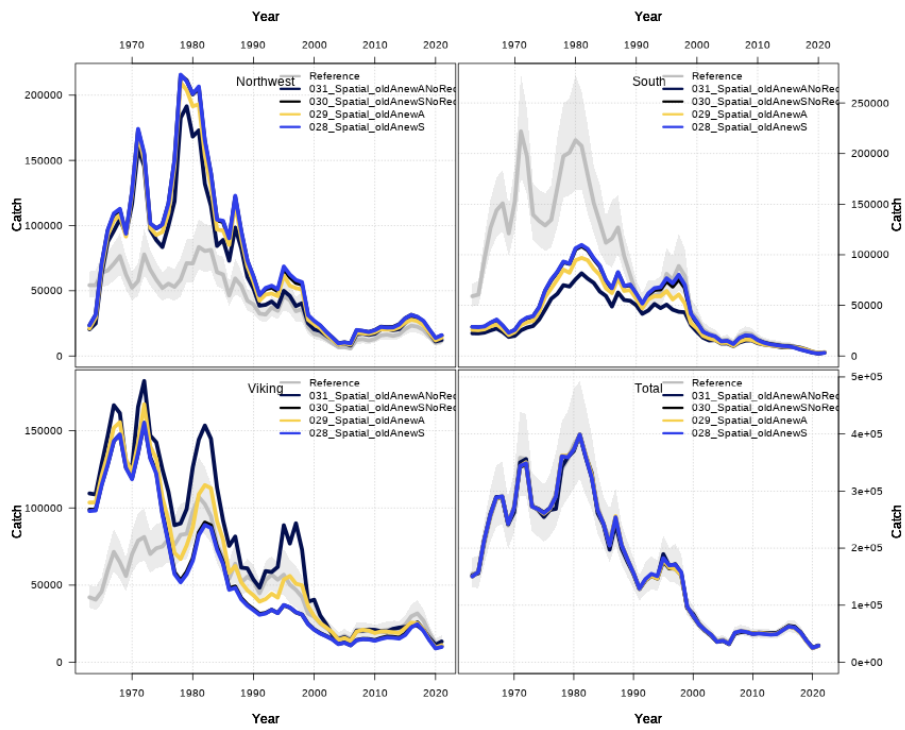 Year
Year
1970 1980 1990 2000 2010 2020
1970 1980 1990 2000 2010 2020
Northwest
Reference
031_Spatial_oldAnewANoRec
030_Spatial_oldAnewSNoRec
029_Spatial_oldAnewA
028_Spatial_oldAnewS
Catch
200000
150000
100000
50000
0
South
Reference
031_Spatial_oldAnewANoRec
030_Spatial_oldAnewSNoRec
029_Spatial_oldAnewA
028_Spatial_oldAnewS
250000
200000
150000
100000
50000
0
Catch
Viking
Reference
031_Spatial_oldAnewANoRec
030_Spatial_oldAnewSNoRec
029_Spatial_oldAnewA
028_Spatial_oldAnewS
Catch
150000
100000
50000
0
Total
Reference
031_Spatial_oldAnewANoRec
030_Spatial_oldAnewSNoRec
029_Spatial_oldAnewA
028_Spatial_oldAnewS
5e+05
4e+05
3e+05
2e+05
1e+05
0e+00
Catch
1970 1980 1990 2000 2010 2020
1970 1980 1990 2000 2010 2020
Year
Year